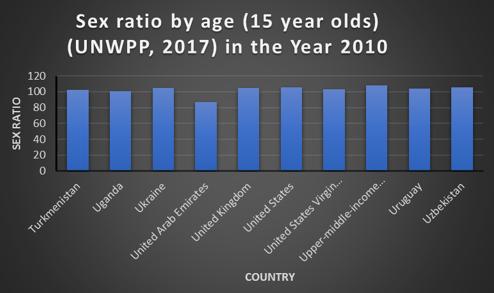 Sex ratio by age (15 year olds)
(UNWPP, 2017) in the Year 2010
SEX RATIO
120
100
80
60
40
20
0
Turkmenistan
Uganda
Ukraine
United Arab Emirates
United Kingdom
United States
United States Virgin...
Upper-middle-income...
Uruguay
Uzbekistan
COUNTRY